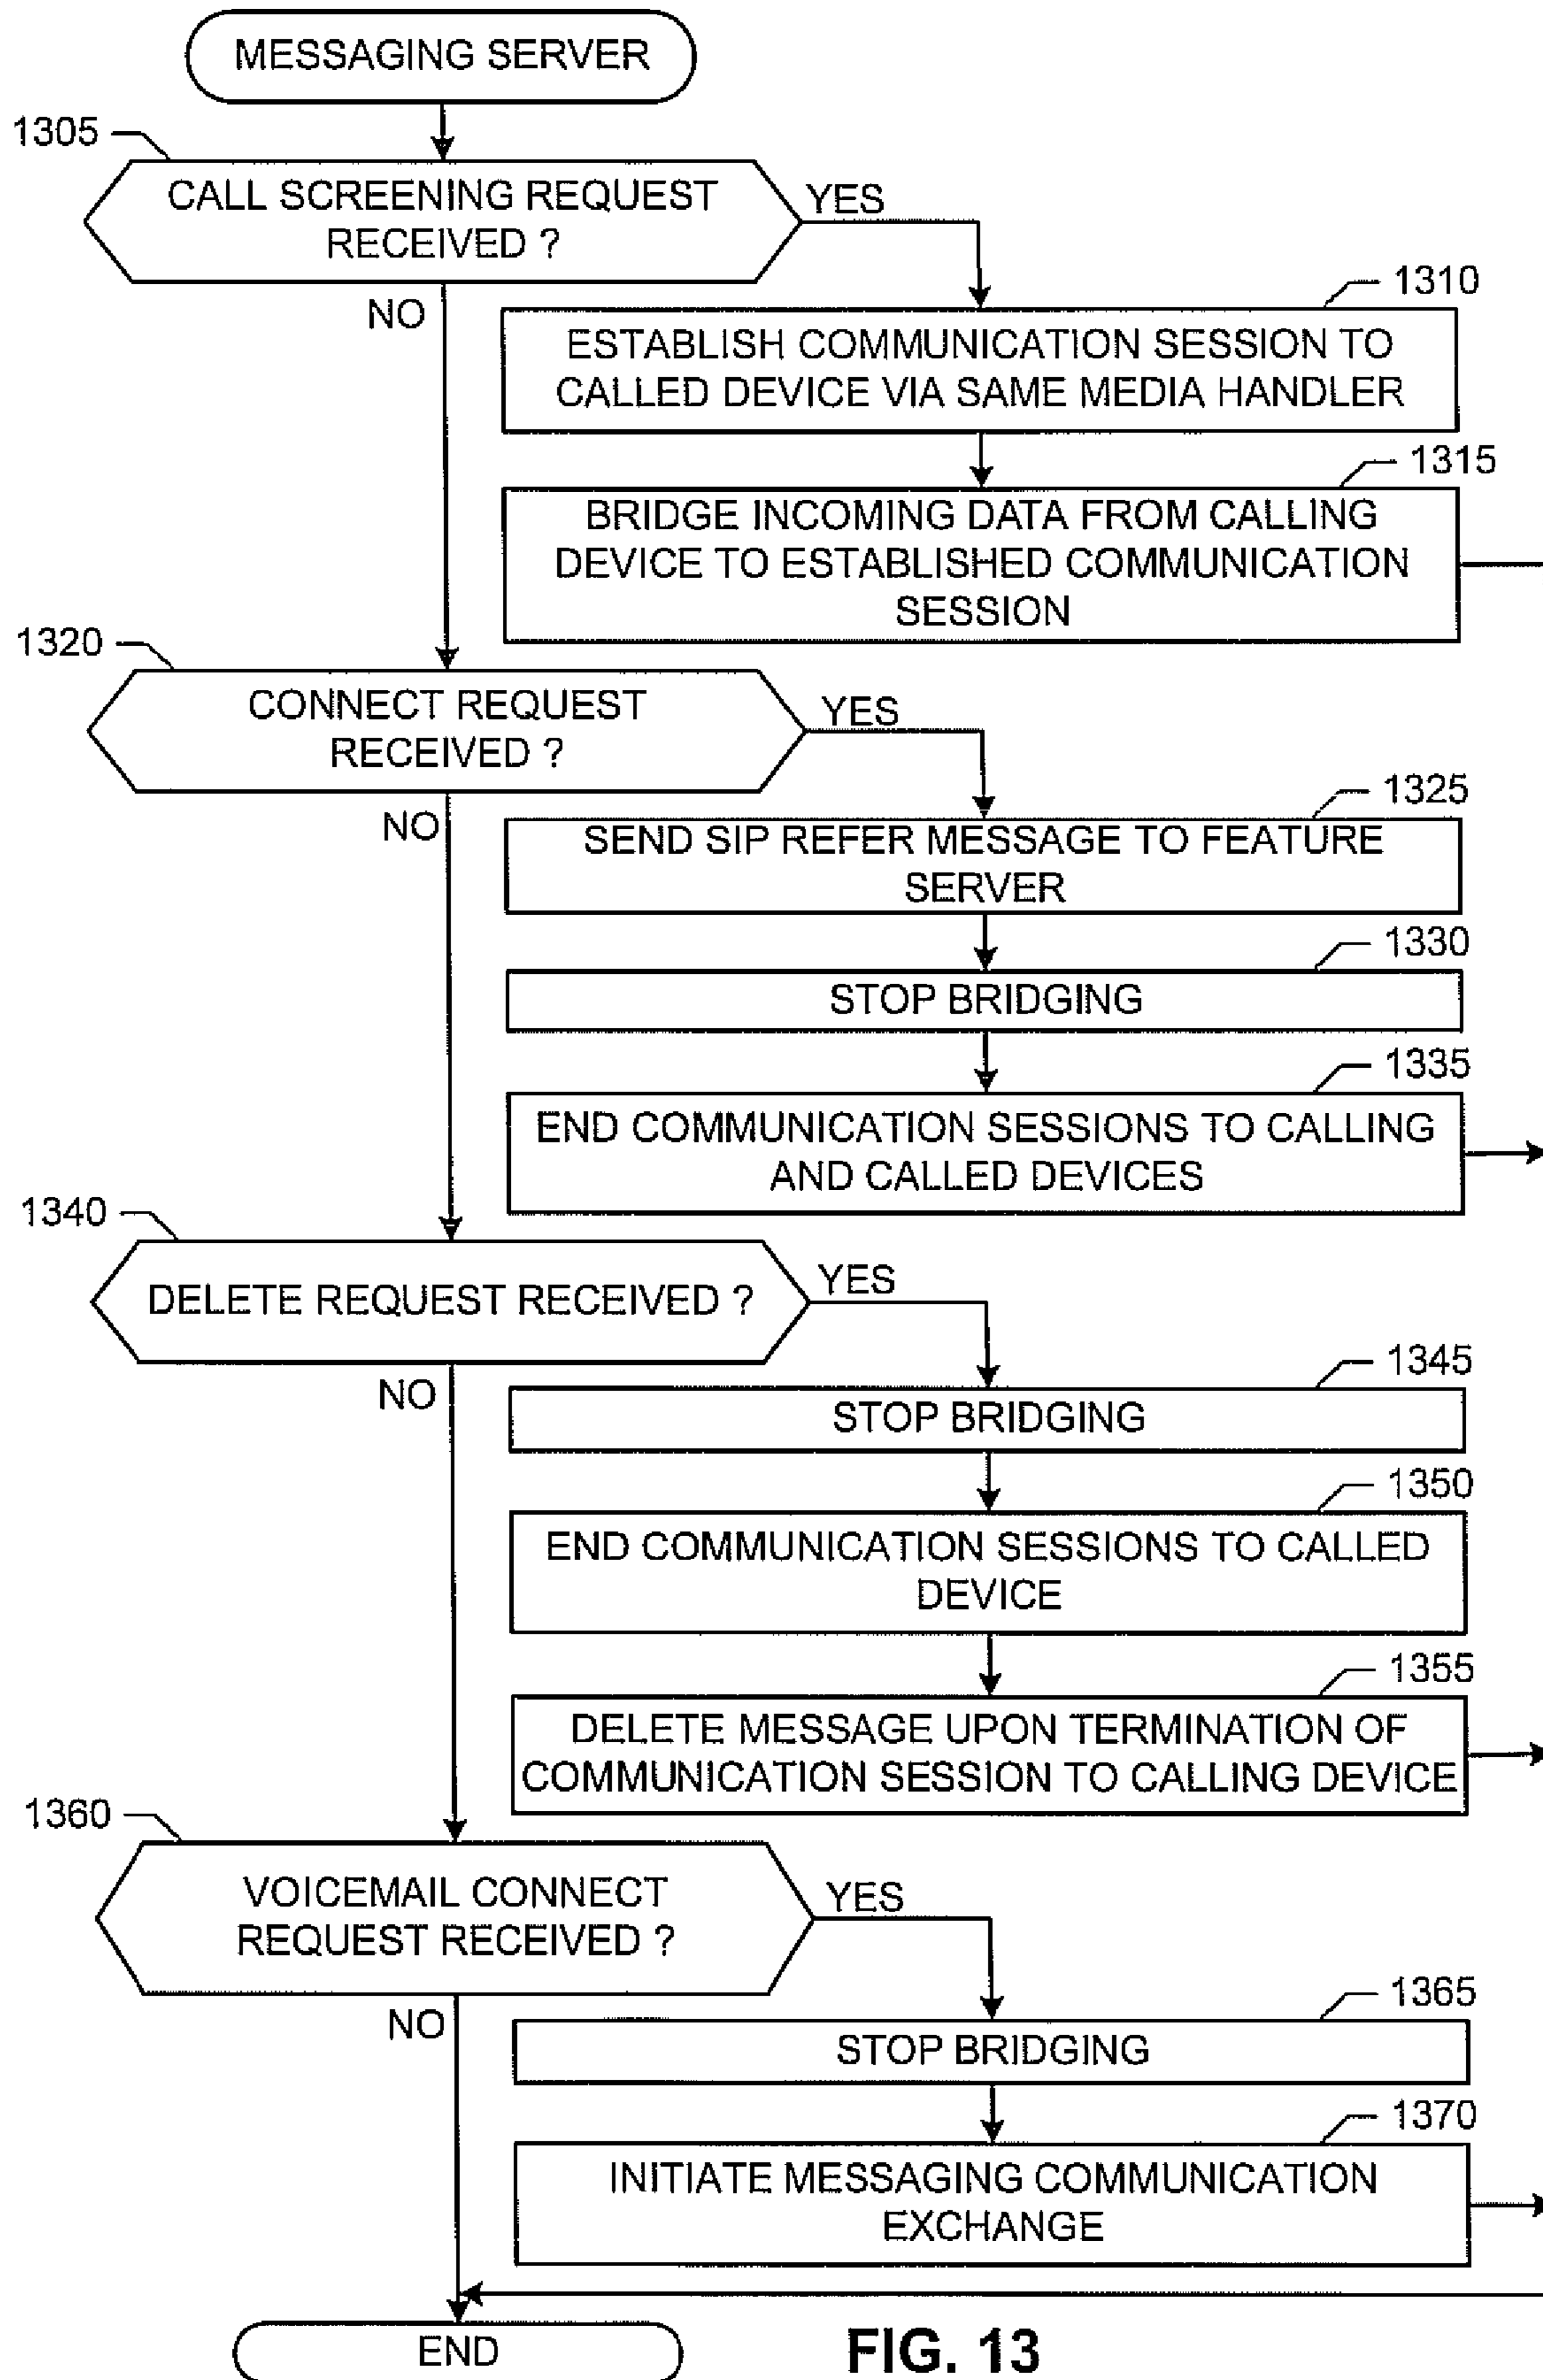 MESSAGING SERVER
1305
CALL SCREENING REQUEST
RECEIVED ?
YES
NO
1310
ESTABLISH COMMUNICATION SESSION TO
CALLED DEVICE VIA SAME MEDIA HANDLER
1315
BRIDGE INCOMING DATA FROM CALLING
DEVICE TO ESTABLISHED COMMUNICATION
SESSION
1320
CONNECT REQUEST
RECEIVED ?
YES
NO
1325
SEND SIP REFER MESSAGE TO FEATURE
SERVER
1330
STOP BRIDGING
1335
END COMMUNICATION SESSIONS TO CALLING
AND CALLED DEVICES
1340
DELETE REQUEST RECEIVED ?
YES
NO
1345
STOP BRIDGING
1350
END COMMUNICATION SESSIONS TO CALLED
DEVICE
1355
DELETE MESSAGE UPON TERMINATION OF
COMMUNICATION SESSION TO CALLING DEVICE
1360
VOICEMAIL CONNECT
REQUEST RECEIVED ?
YES
NO
1365
STOP BRIDGING
1370
INITIATE MESSAGING COMMUNICATION
EXCHANGE
END
FIG. 13